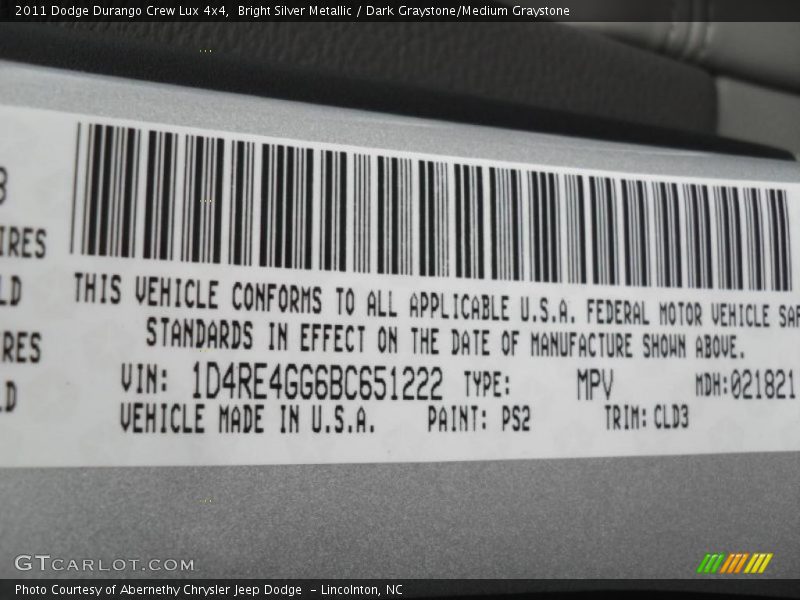 2011 Dodge Durango Crew Lux 4x4, Bright Silver Metallic / Dark Graystone/Medium Graystone
IRES
LD
IRES
LD
THIS VEHICLE CONFORMS TO ALL APPLICABLE U.S.A. FEDERAL MOTOR VEHICLE SAF
STANDARDS IN EFFECT ON THE DATE OF MANUFACTURE SHOWN ABOVE.
VIN: 1D4RE4GG6BC651222 TYPE: MPV MDH:021821
VEHICLE MADE IN U.S.A. PAINT: PS2 TRIM: CLD3
GTCARLOT.COM
Photo Courtesy of Abernethy Chrysler Jeep Dodge - Lincolnton, NC